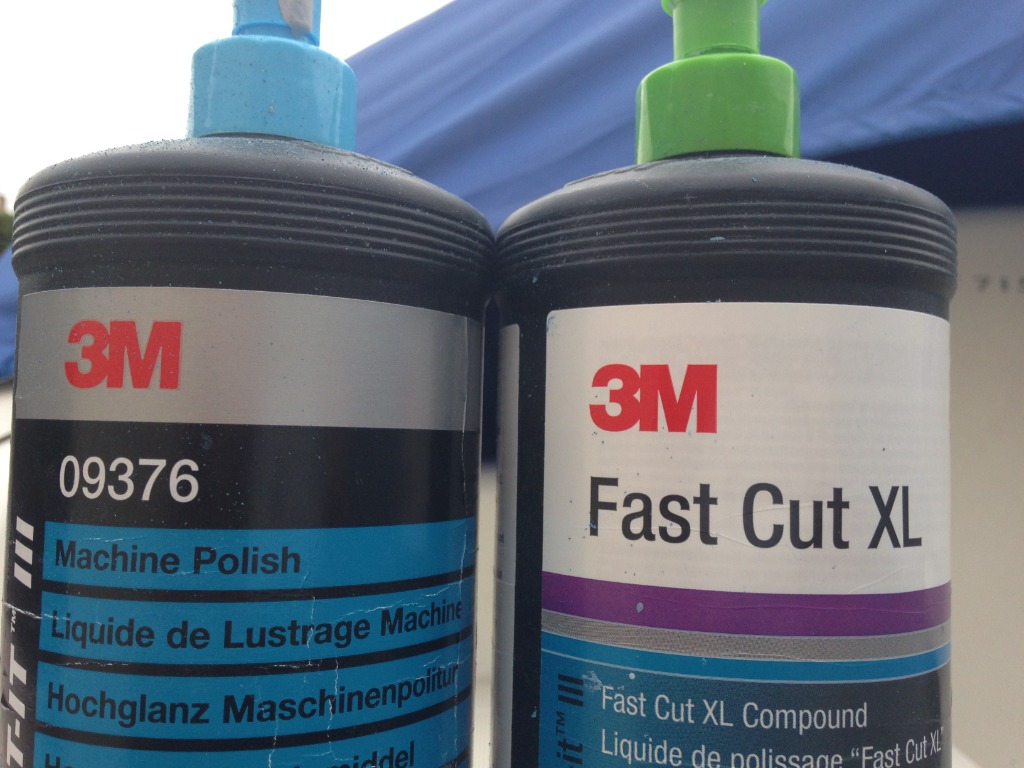 3M
09376
Machine Polish
Liquide de Lustrage Machine
Hochglanz Maschinenpolitur
3M
Fast Cut XL
Fast Cut XL Compound
Liquide de polissage “Fast Cut XL”
715